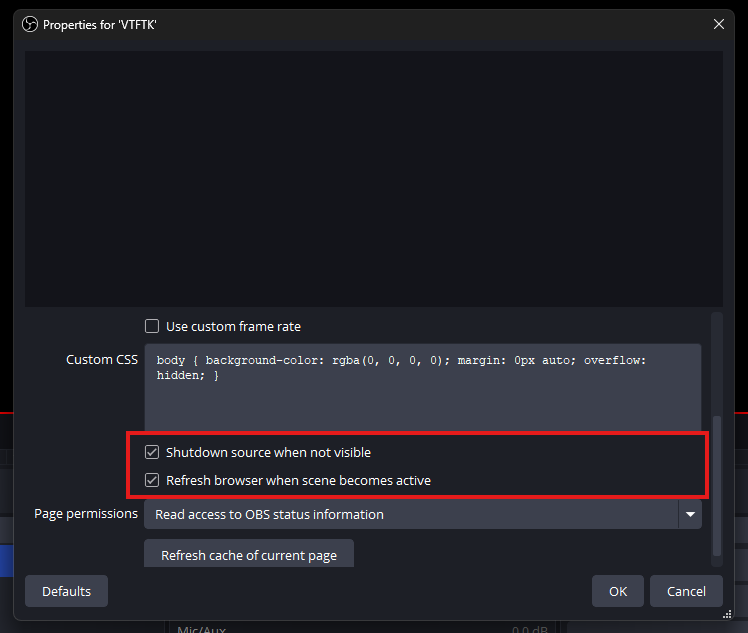 Properties for 'VTFTK'
Use custom frame rate
Custom CSS
body { background-color: rgba(0, 0, 0, 0); margin: 0px auto; overflow:
hidden; }
Shutdown source when not visible
Refresh browser when scene becomes active
Page permissions
Read access to OBS status information
Refresh cache of current page
Defaults
OK
Cancel
Mic/Aux
0.0 dB